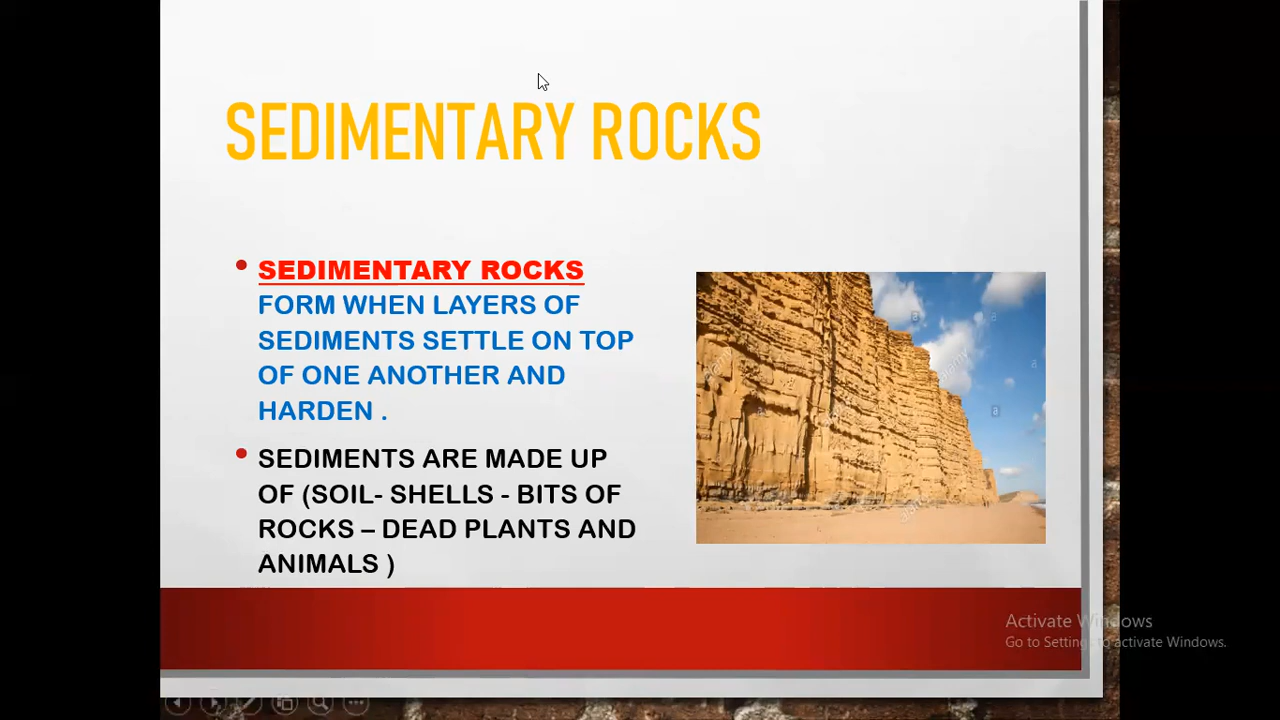 SEDIMENTARY ROCKS
• SEDIMENTARY ROCKS
FORM WHEN LAYERS OF
SEDIMENTS SETTLE ON TOP
OF ONE ANOTHER AND
HARDEN .
• SEDIMENTS ARE MADE UP
OF (SOIL- SHELLS - BITS OF
ROCKS – DEAD PLANTS AND
ANIMALS )
alamy
a
Activate Windows
Go to Settings to activate Windows.